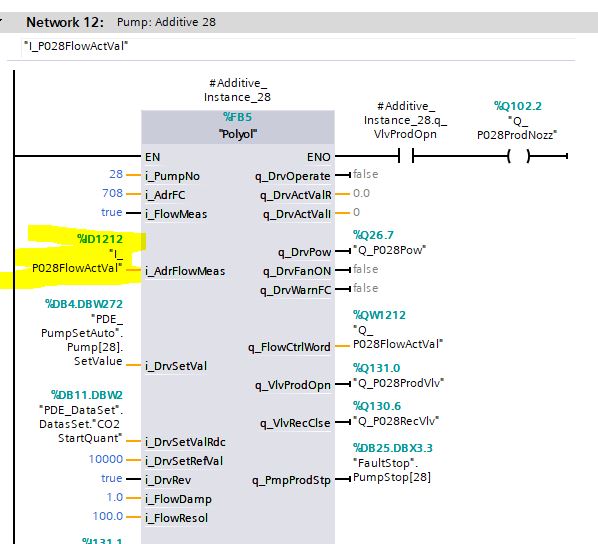 Network 12: Pump: Additive 28
"I_P028FlowActVal"
#Additive_
Instance_28
%FB5
"Polyol"
#Additive_
Instance_28.q_
VlvProdOpn
%Q102.2
"Q_
P028ProdNozz"
EN
ENO
28
i_PumpNo
q_DrvOperate
false
708
i_AdrFC
q_DrvActValR
0.0
true
i_FlowMeas
q_DrvActValI
0
%ID1212
"I_
P028FlowActVal"
i_AdrFlowMeas
%Q26.7
q_DrvPow
"Q_P028Pow"
q_DrvFanON
false
q_DrvWarnFC
false
%DB4.DBW272
"PDE_
PumpSetAuto".
Pump[28].
SetValue
i_DrvSetVal
%QW1212
"Q_
P028FlowActVal"
q_FlowCtrlWord
%Q131.0
q_VlvProdOpn
"Q_P028ProdVlv"
%DB11.DBW2
"PDE_DataSet".
DatasSet."CO2
StartQuant"
i_DrvSetValRdc
%Q130.6
q_VlvRecClse
"Q_P028RecVlv"
10000
i_DrvSetRefVal
%DB25.DBX3.3
"FaultStop".
PumpStop[28]
true
i_DrvRev
q_PmpProdStp
1.0
i_FlowDamp
100.0
i_FlowResol
%I131.1